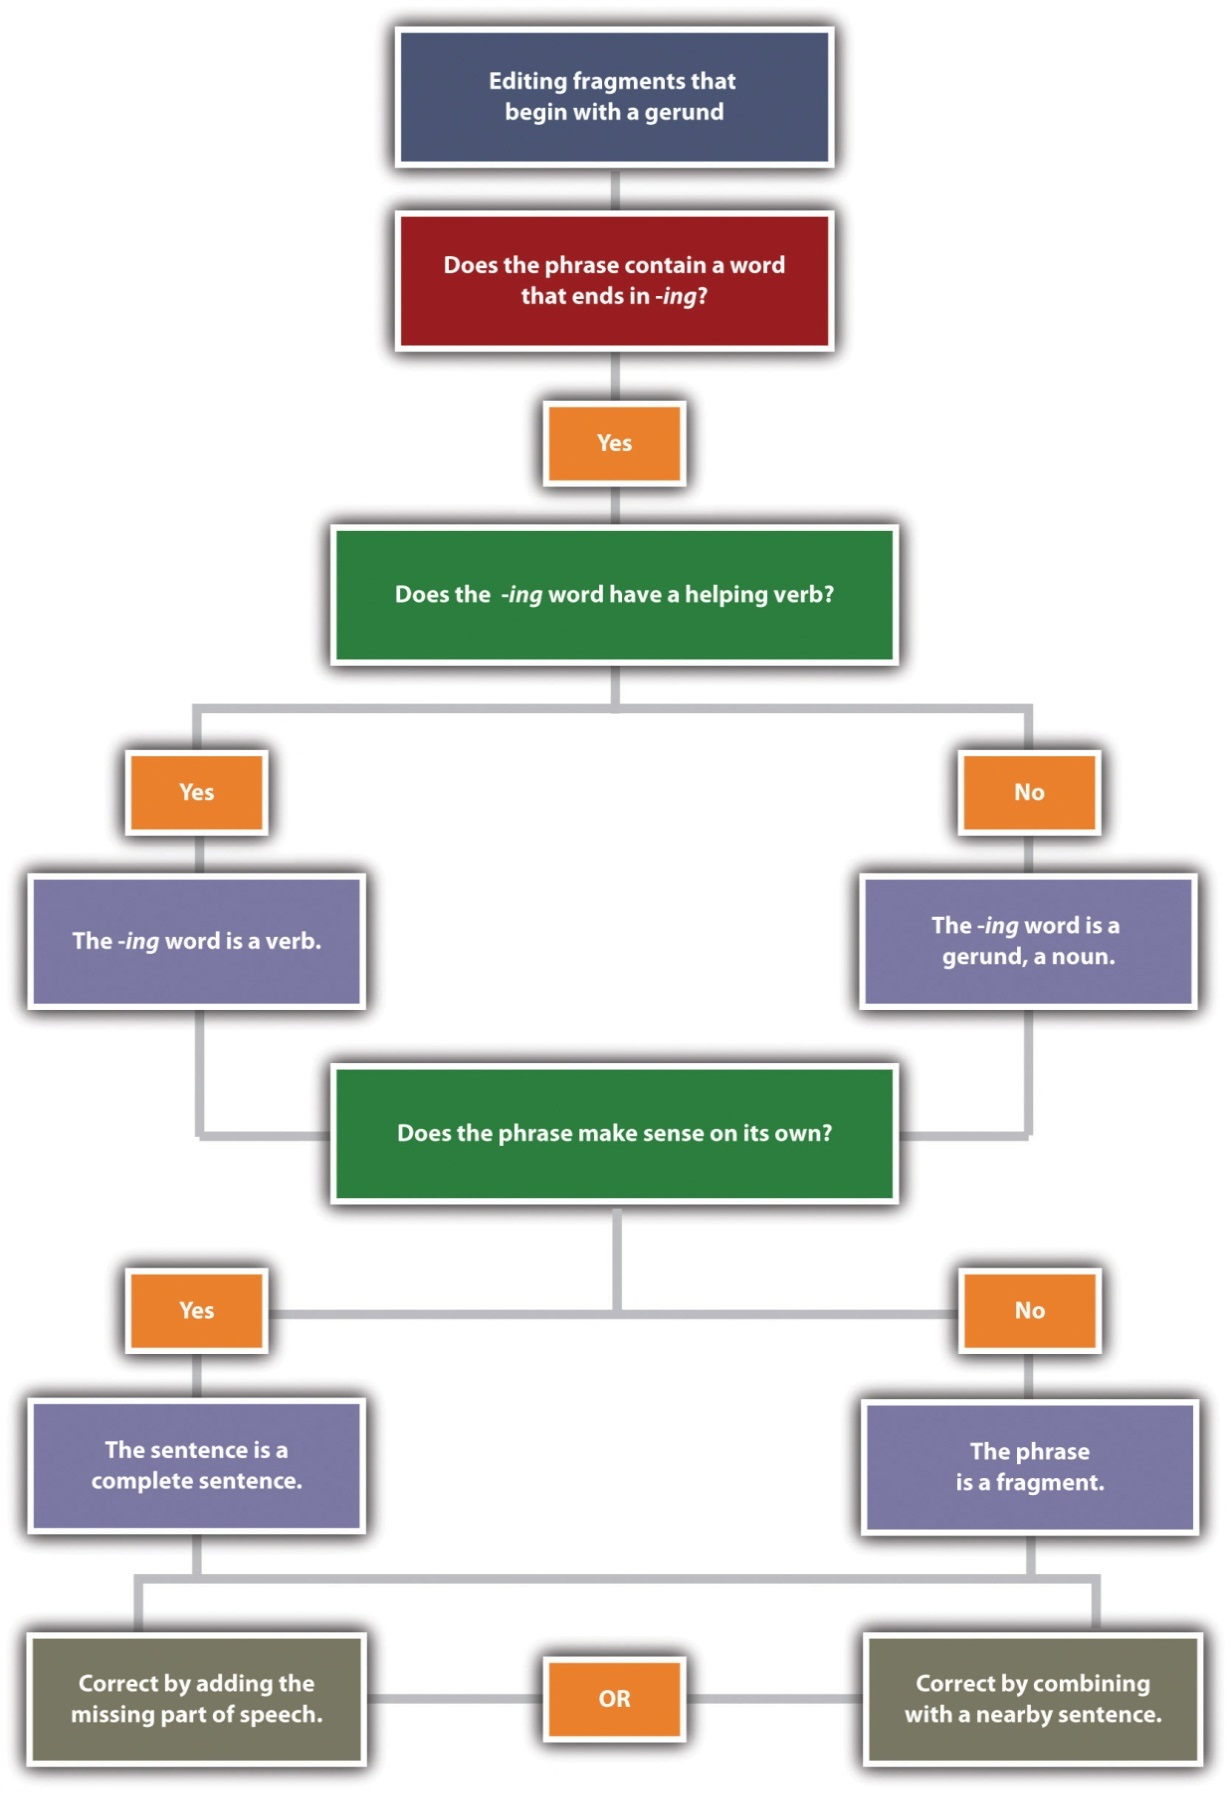 Editing fragments that
begin with a gerund
Does the phrase contain a word
that ends in -ing?
Yes
Does the -ing word have a helping verb?
Yes
No
The -ing word is a verb.
The -ing word is a
gerund, a noun.
Does the phrase make sense on its own?
Yes
No
The sentence is a
complete sentence.
The phrase
is a fragment.
Correct by adding the
missing part of speech.
OR
Correct by combining
with a nearby sentence.